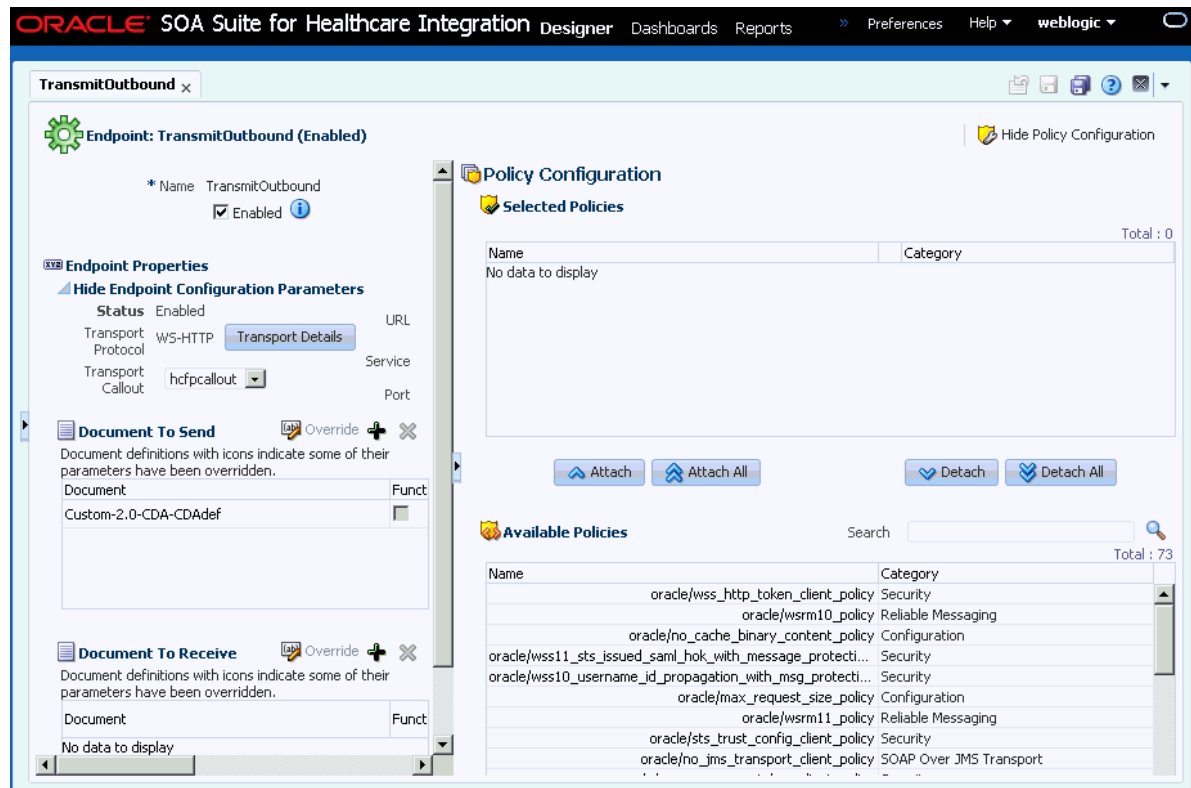 ORACLE SOA Suite for Healthcare Integration Designer Dashboards Reports » Preferences Help weblogic
TransmitOutbound x
Endpoint: TransmitOutbound (Enabled)
Hide Policy Configuration
* Name TransmitOutbound
Enabled
Endpoint Properties
Hide Endpoint Configuration Parameters
Status Enabled
URL
Transport Protocol WS-HTTP Transport Details
Service
Transport Callout hcfpcallout
Port
Document To Send Override
Document definitions with icons indicate some of their
parameters have been overridden.
Document Funct
Custom-2.0-CDA-CDAdef
Document To Receive Override
Document definitions with icons indicate some of their
parameters have been overridden.
Document Funct
No data to display
Policy Configuration
Selected Policies
Total : 0
Name Category
No data to display
Attach Attach All Detach Detach All
Available Policies Search
Total : 73
Name Category
oracle/wss_http_token_client_policy Security
oracle/wsrm10_policy Reliable Messaging
oracle/no_cache_binary_content_policy Configuration
oracle/wss11_sts_issued_saml_hok_with_message_protecti... Security
oracle/wss10_username_id_propagation_with_msg_protecti... Security
oracle/max_request_size_policy Configuration
oracle/wsrm11_policy Reliable Messaging
oracle/sts_trust_config_client_policy Security
oracle/no_jms_transport_client_policy SOAP Over JMS Transport